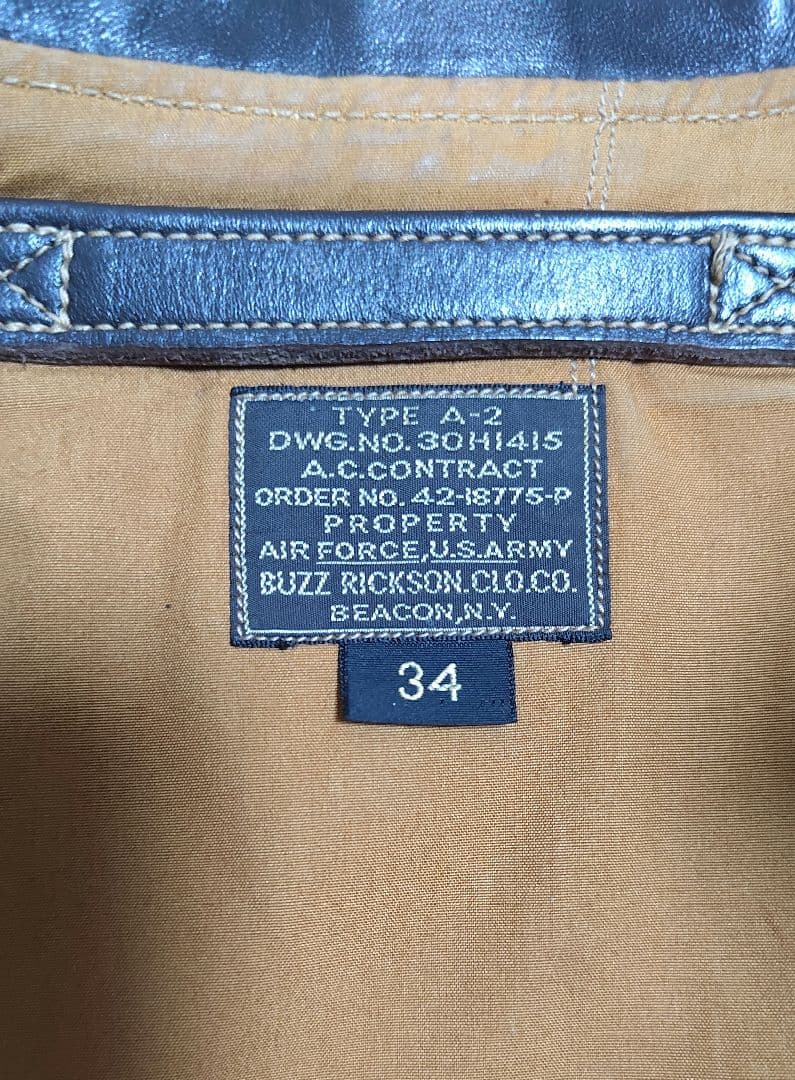 TYPE A-2
DWG.NO. 30H1415
A.C.CONTRACT
ORDER NO. 42-18775-P
PROPERTY
AIR FORCE,U.S.ARMY
BUZZ RICKSON.CLO.CO.
BEACON,N.Y.
34